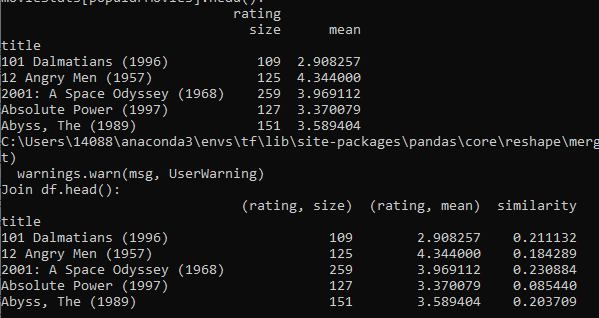 moviestats[popularMovies].head():
rating
size mean
title
101 Dalmatians (1996) 109 2.908257
12 Angry Men (1957) 125 4.344000
2001: A Space Odyssey (1968) 259 3.969112
Absolute Power (1997) 127 3.370079
Abyss, The (1989) 151 3.589404
C:\Users\14088\anaconda3\envs\tf\lib\site-packages\pandas\core\reshape\merg
t)
warnings.warn(msg, UserWarning)
Join df.head():
(rating, size) (rating, mean) similarity
title
101 Dalmatians (1996) 109 2.908257 0.211132
12 Angry Men (1957) 125 4.344000 0.184289
2001: A Space Odyssey (1968) 259 3.969112 0.230884
Absolute Power (1997) 127 3.370079 0.085440
Abyss, The (1989) 151 3.589404 0.203709